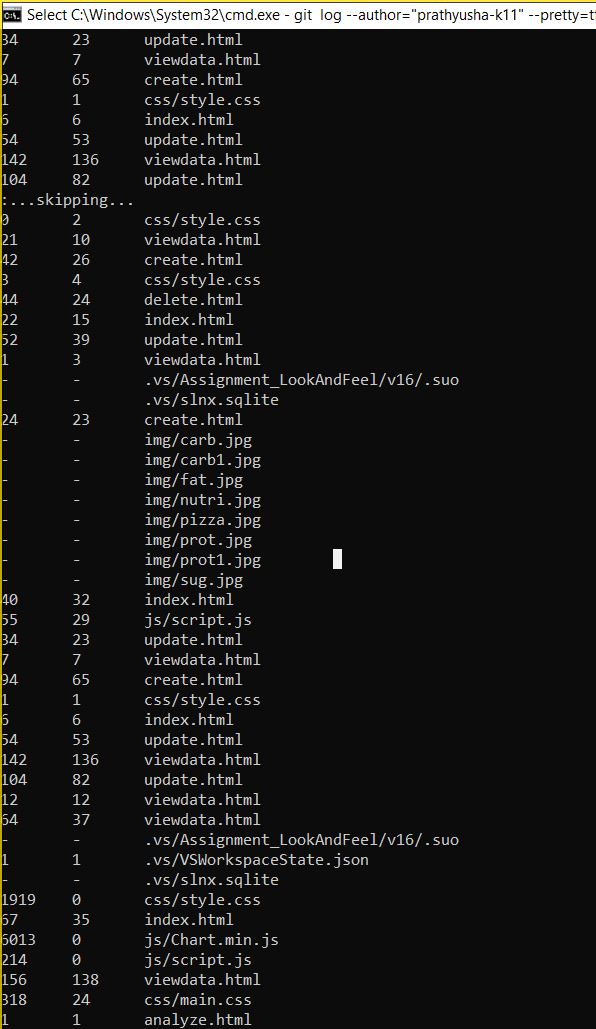 Select C:\Windows\System32\cmd.exe - git  log --author="prathyusha-k11" --pretty=t
34 23 update.html
7 7 viewdata.html
94 65 create.html
1 1 css/style.css
6 6 index.html
54 53 update.html
142 136 viewdata.html
104 82 update.html
:...skipping...
0 2 css/style.css
21 10 viewdata.html
42 26 create.html
3 4 css/style.css
44 24 delete.html
22 15 index.html
52 39 update.html
1 3 viewdata.html
- - .vs/Assignment_LookAndFeel/v16/.suo
- - .vs/slnx.sqlite
24 23 create.html
- - img/carb.jpg
- - img/carb1.jpg
- - img/fat.jpg
- - img/nutri.jpg
- - img/pizza.jpg
- - img/prot.jpg
- - img/prot1.jpg
- - img/sug.jpg
40 32 index.html
55 29 js/script.js
34 23 update.html
7 7 viewdata.html
94 65 create.html
1 1 css/style.css
6 6 index.html
54 53 update.html
142 136 viewdata.html
104 82 update.html
12 12 viewdata.html
64 37 viewdata.html
- - .vs/Assignment_LookAndFeel/v16/.suo
1 1 .vs/VSWorkspaceState.json
- - .vs/slnx.sqlite
1919 0 css/style.css
67 35 index.html
6013 0 js/Chart.min.js
214 0 js/script.js
156 138 viewdata.html
318 24 css/main.css
1 1 analyze.html